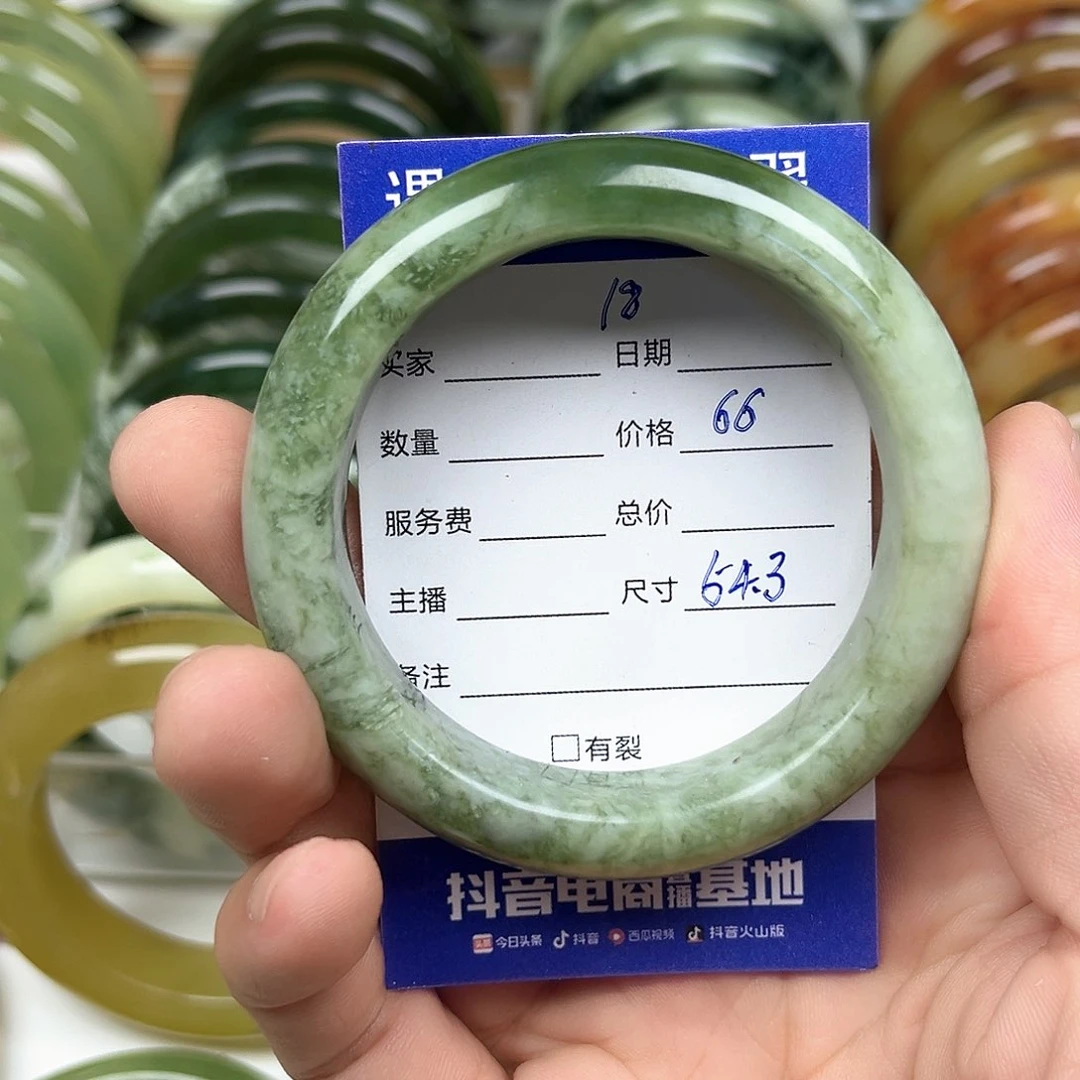 18
买家 日期
数量 价格 66
服务费 总价
主播 尺寸 54.3
备注
□有裂
抖音电商直播基地
今日头条 抖音 西瓜视频 抖音火山版